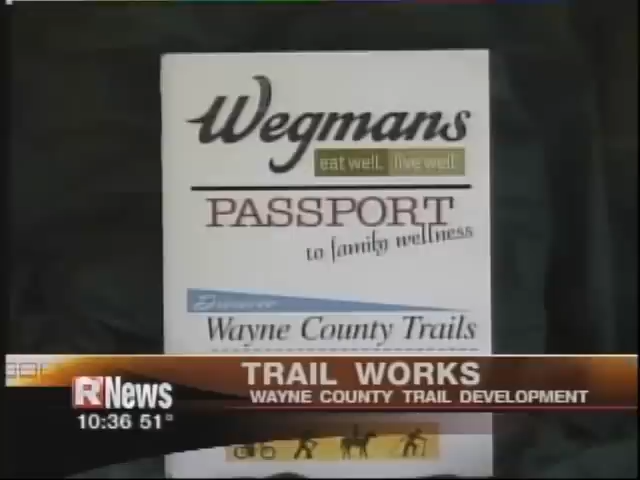 Wegmans
eat well. live well.
PASSPORT
to family wellness
Discover
Wayne County Trails
TRAIL WORKS
RNews
WAYNE COUNTY TRAIL DEVELOPMENT
10:36 51°